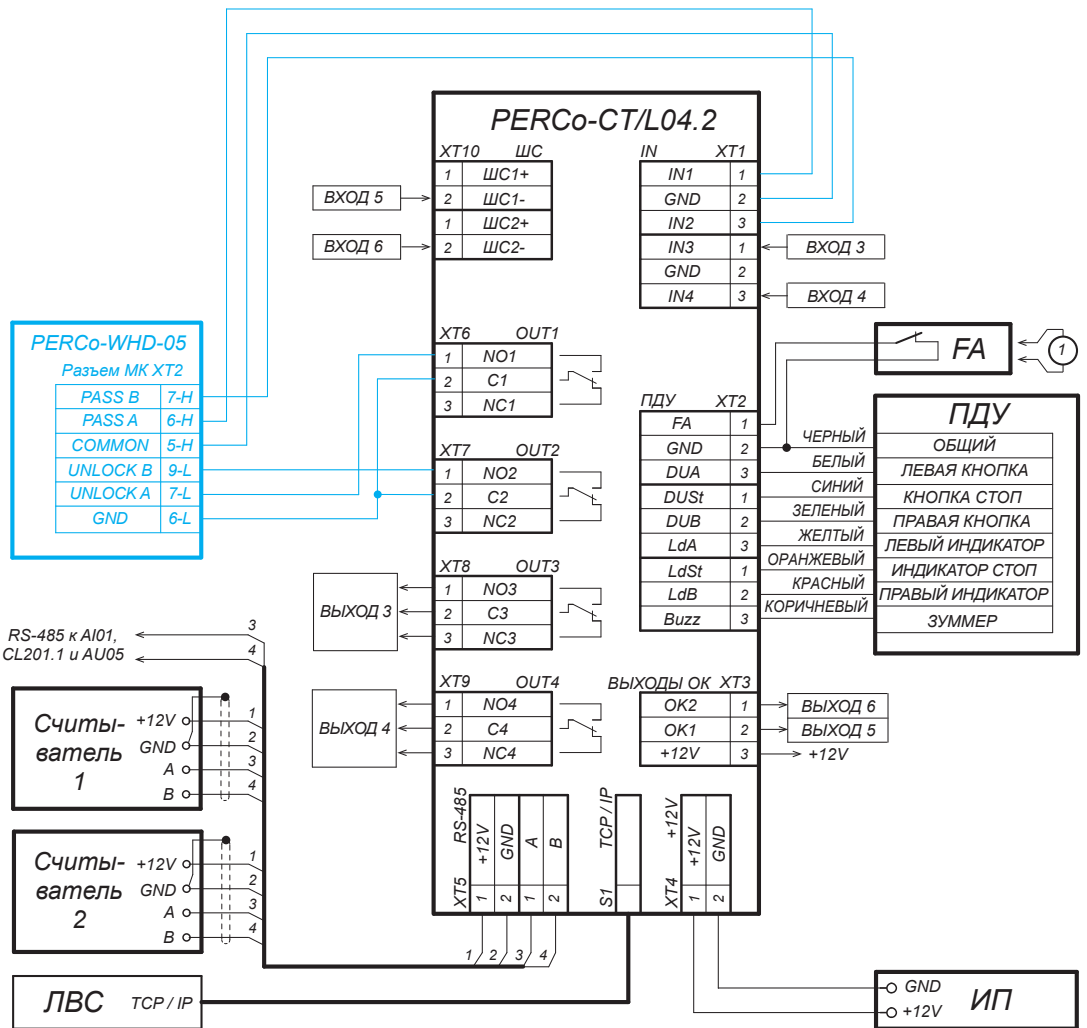 PERCo-CT/L04.2
XT10 ШС
1 ШС1+
2 ШС1-
1 ШС2+
2 ШС2-
ВХОД 5
ВХОД 6
IN XT1
IN1 1
GND 2
IN2 3
IN3 1
GND 2
IN4 3
ВХОД 3
ВХОД 4
PERCo-WHD-05
Разъем МК XT2
PASS B 7-H
PASS A 6-H
COMMON 5-H
UNLOCK B 9-L
UNLOCK A 7-L
GND 6-L
XT6 OUT1
1 NO1
2 C1
3 NC1
XT7 OUT2
1 NO2
2 C2
3 NC2
XT8 OUT3
1 NO3
2 C3
3 NC3
ВЫХОД 3
XT9 OUT4
1 NO4
2 C4
3 NC4
ВЫХОД 4
FA
1
ПДУ XT2
FA 1
GND 2
DUA 3
DUSt 1
DUB 2
LdA 3
LdSt 1
LdB 2
Buzz 3
ЧЕРНЫЙ
БЕЛЫЙ
СИНИЙ
ЗЕЛЕНЫЙ
ЖЕЛТЫЙ
ОРАНЖЕВЫЙ
КРАСНЫЙ
КОРИЧНЕВЫЙ
ПДУ
ОБЩИЙ
ЛЕВАЯ КНОПКА
КНОПКА СТОП
ПРАВАЯ КНОПКА
ЛЕВЫЙ ИНДИКАТОР
ИНДИКАТОР СТОП
ПРАВЫЙ ИНДИКАТОР
ЗУММЕР
ВЫХОДЫ ОК XT3
OK2 1
OK1 2
+12V 3
ВЫХОД 6
ВЫХОД 5
+12V
RS-485 к AI01,
CL201.1 и AU05
3
4
Считы-
ватель
1
+12V 1
GND 2
A 3
B 4
Считы-
ватель
2
+12V 1
GND 2
A 3
B 4
XT5 RS-485
1 +12V
2 GND
1 A
2 B
1 2 3 4
S1 TCP / IP
XT4 +12V
1 +12V
2 GND
ЛВС TCP / IP
GND
+12V
ИП